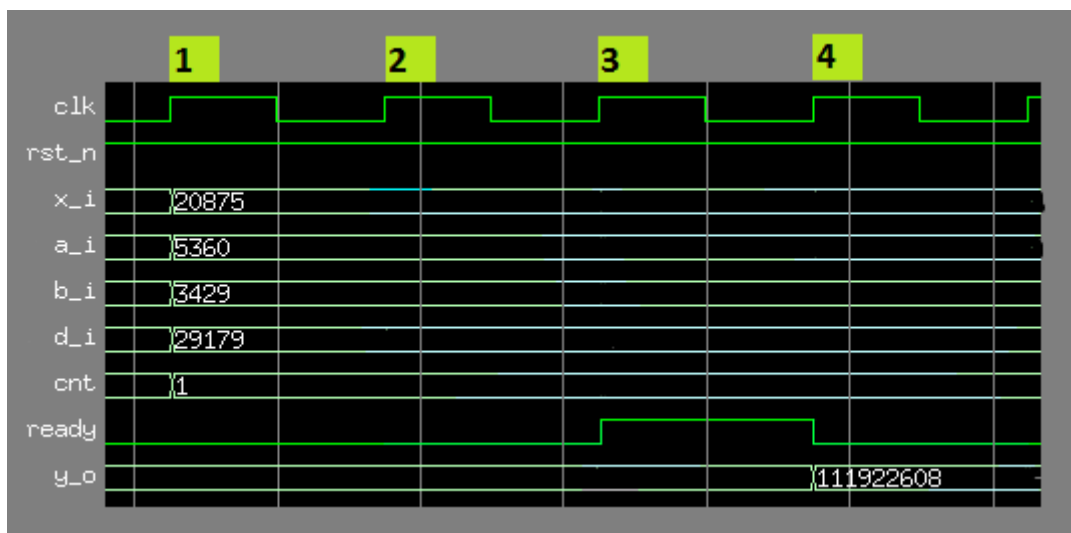 1 2 3 4
clk
rst_n
x_i 20875
a_i 5360
b_i 3429
d_i 29179
cnt 1
ready
y_o 111922608